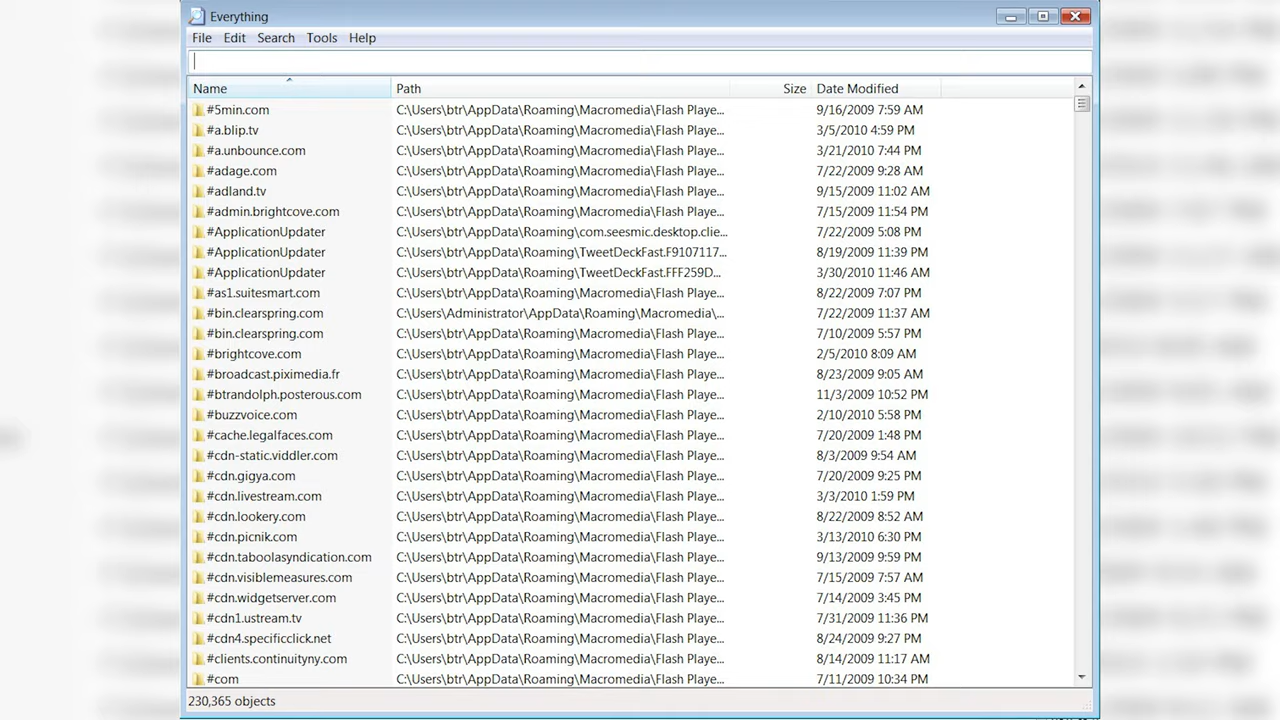 Everything
File Edit Search Tools Help
Name Path Size Date Modified
#5min.com C:\Users\btr\AppData\Roaming\Macromedia\Flash Playe... 9/16/2009 7:59 AM
#a.blip.tv C:\Users\btr\AppData\Roaming\Macromedia\Flash Playe... 3/5/2010 4:59 PM
#a.unbounce.com C:\Users\btr\AppData\Roaming\Macromedia\Flash Playe... 3/21/2010 7:44 PM
#adage.com C:\Users\btr\AppData\Roaming\Macromedia\Flash Playe... 7/22/2009 9:28 AM
#adland.tv C:\Users\btr\AppData\Roaming\Macromedia\Flash Playe... 9/15/2009 11:02 AM
#admin.brightcove.com C:\Users\btr\AppData\Roaming\Macromedia\Flash Playe... 7/15/2009 11:54 PM
#ApplicationUpdater C:\Users\btr\AppData\Roaming\com.seesmic.desktop.clie... 7/22/2009 5:08 PM
#ApplicationUpdater C:\Users\btr\AppData\Roaming\TweetDeckFast.F9107117... 8/19/2009 11:39 PM
#ApplicationUpdater C:\Users\btr\AppData\Roaming\TweetDeckFast.FFF259D... 3/30/2010 11:46 AM
#as1.suitesmart.com C:\Users\btr\AppData\Roaming\Macromedia\Flash Playe... 8/22/2009 7:07 PM
#bin.clearspring.com C:\Users\Administrator\AppData\Roaming\Macromedia\... 7/22/2009 11:37 AM
#bin.clearspring.com C:\Users\btr\AppData\Roaming\Macromedia\Flash Playe... 7/10/2009 5:57 PM
#brightcove.com C:\Users\btr\AppData\Roaming\Macromedia\Flash Playe... 2/5/2010 8:09 AM
#broadcast.piximedia.fr C:\Users\btr\AppData\Roaming\Macromedia\Flash Playe... 8/23/2009 9:05 AM
#btrandolph.posterous.com C:\Users\btr\AppData\Roaming\Macromedia\Flash Playe... 11/3/2009 10:52 PM
#buzzvoice.com C:\Users\btr\AppData\Roaming\Macromedia\Flash Playe... 2/10/2010 5:58 PM
#cache.legalfaces.com C:\Users\btr\AppData\Roaming\Macromedia\Flash Playe... 7/20/2009 1:48 PM
#cdn-static.viddler.com C:\Users\btr\AppData\Roaming\Macromedia\Flash Playe... 8/3/2009 9:54 AM
#cdn.gigya.com C:\Users\btr\AppData\Roaming\Macromedia\Flash Playe... 7/20/2009 9:25 PM
#cdn.livestream.com C:\Users\btr\AppData\Roaming\Macromedia\Flash Playe... 3/3/2010 1:59 PM
#cdn.lookery.com C:\Users\btr\AppData\Roaming\Macromedia\Flash Playe... 8/22/2009 8:52 AM
#cdn.picnik.com C:\Users\btr\AppData\Roaming\Macromedia\Flash Playe... 3/13/2010 6:30 PM
#cdn.taboolasyndication.com C:\Users\btr\AppData\Roaming\Macromedia\Flash Playe... 9/13/2009 9:59 PM
#cdn.visiblemeasures.com C:\Users\btr\AppData\Roaming\Macromedia\Flash Playe... 7/15/2009 7:57 AM
#cdn.widgetserver.com C:\Users\btr\AppData\Roaming\Macromedia\Flash Playe... 7/14/2009 3:45 PM
#cdn1.ustream.tv C:\Users\btr\AppData\Roaming\Macromedia\Flash Playe... 7/31/2009 11:36 PM
#cdn4.specificclick.net C:\Users\btr\AppData\Roaming\Macromedia\Flash Playe... 8/24/2009 9:27 PM
#clients.continuityny.com C:\Users\btr\AppData\Roaming\Macromedia\Flash Playe... 8/14/2009 11:17 AM
#com C:\Users\btr\AppData\Roaming\Macromedia\Flash Playe... 7/11/2009 10:34 PM
230,365 objects